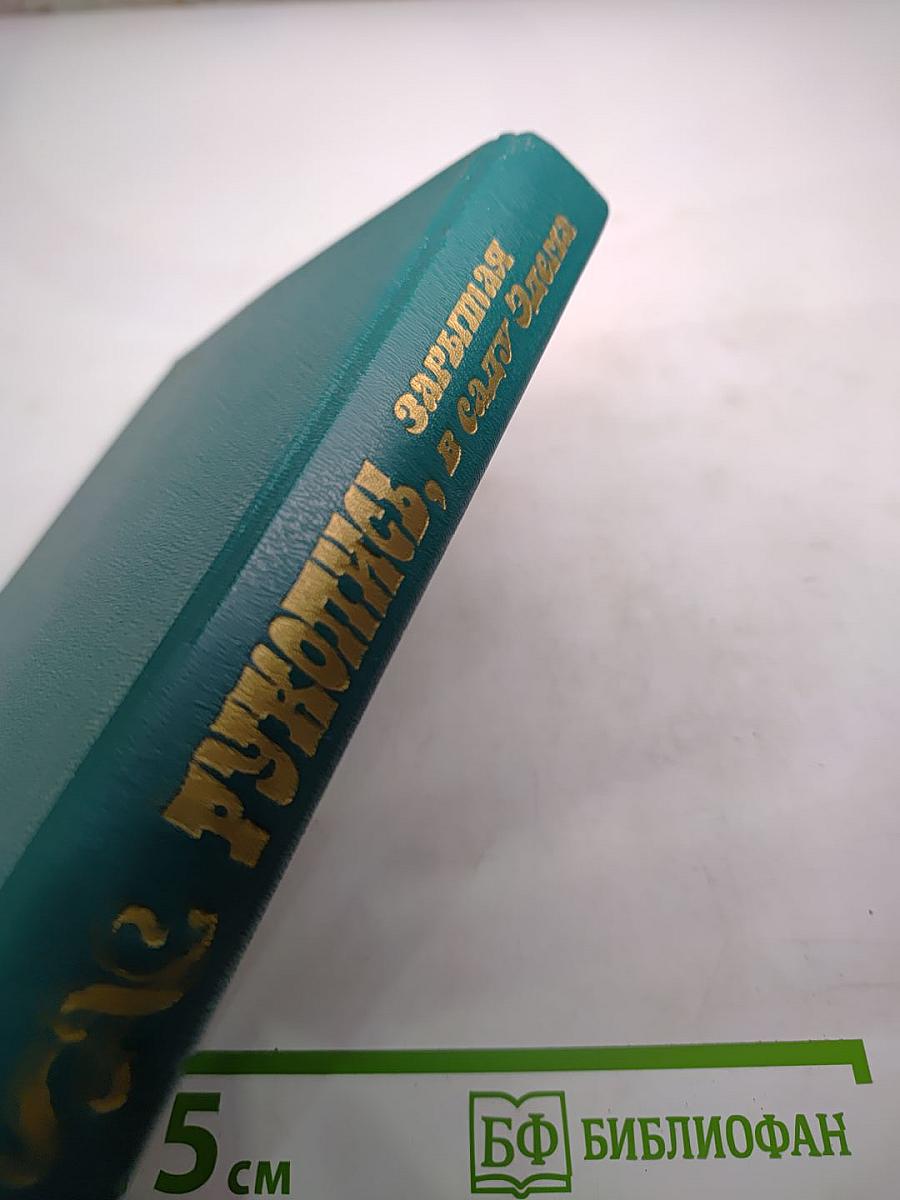 РУКОПИСЬ,
Зарытая
в саду Эдема
5 см
БФ БИБЛИОФАН